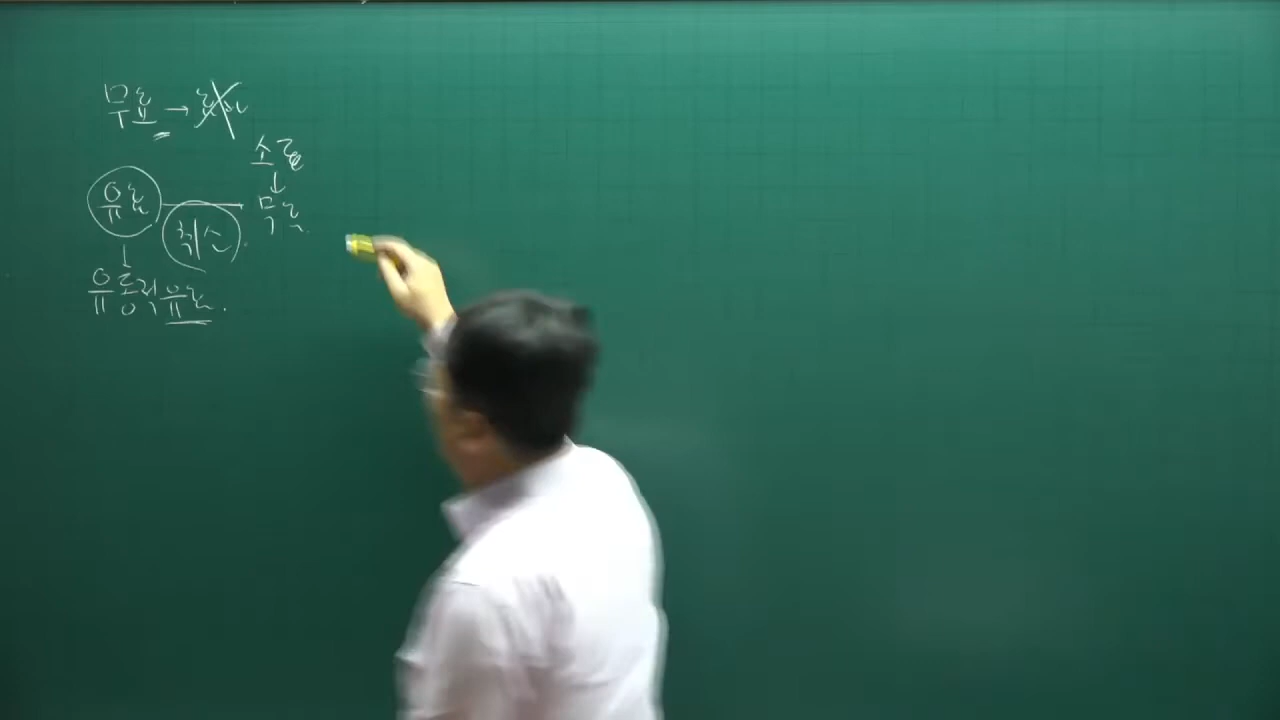 무효 → 취소
소급
↓
유효 무효.
취소.
↓
유동적유효.